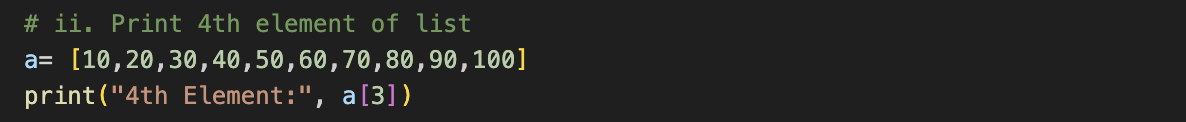 # ii. Print 4th element of list
a= [10,20,30,40,50,60,70,80,90,100]
print("4th Element:", a[3])